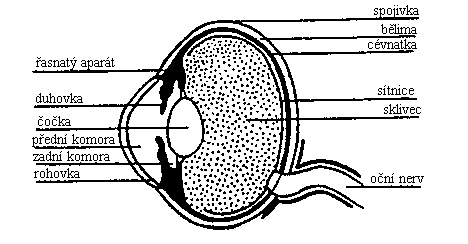 spojivka
bělima
cévnatka
řasnatý aparát
duhovka
čočka
přední komora
zadní komora
rohovka
sítnice
sklivec
oční nerv